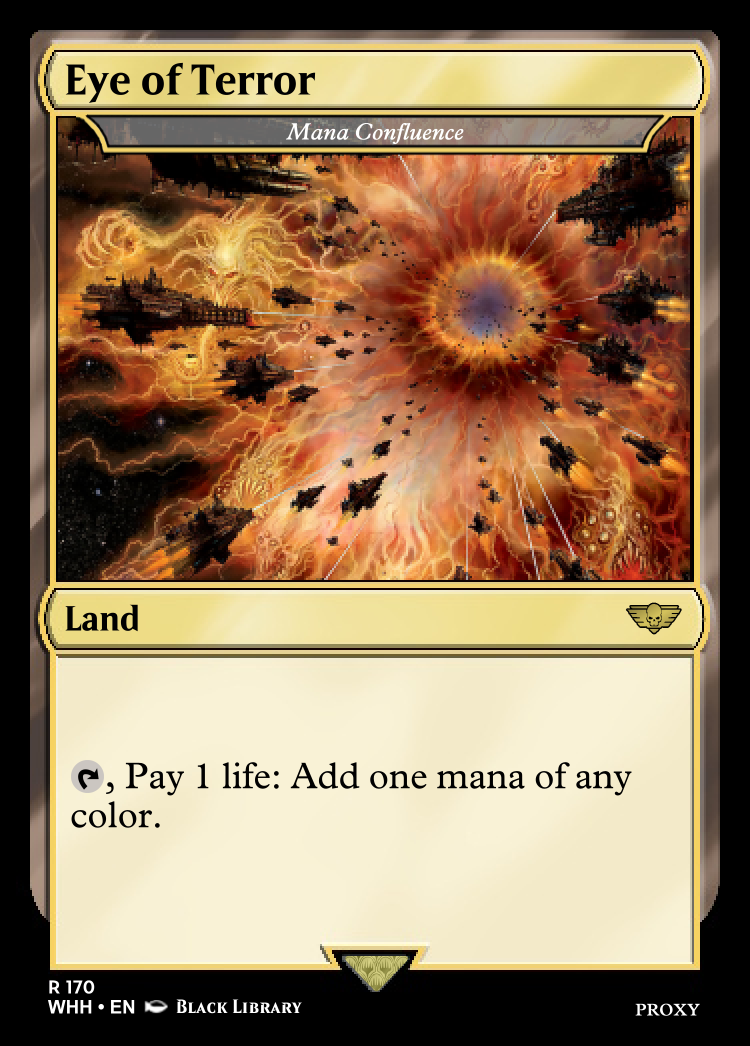 Eye of Terror
Mana Confluence
Land
, Pay 1 life: Add one mana of any
color.
R 170
WHH • EN BLACK LIBRARY
PROXY